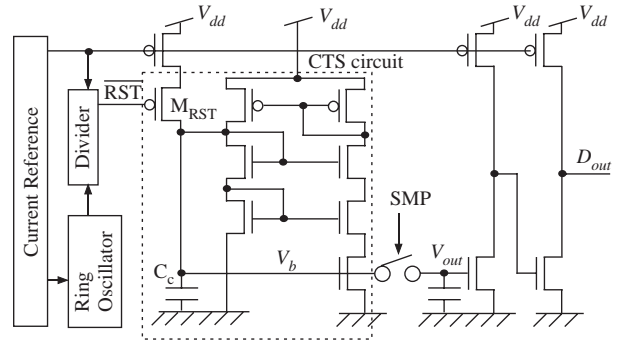 V_dd
V_dd
V_dd
V_dd
CTS circuit
RST
M_RST
Current Reference
Divider
Ring
Oscillator
D_out
SMP
C_c
V_b
V_out